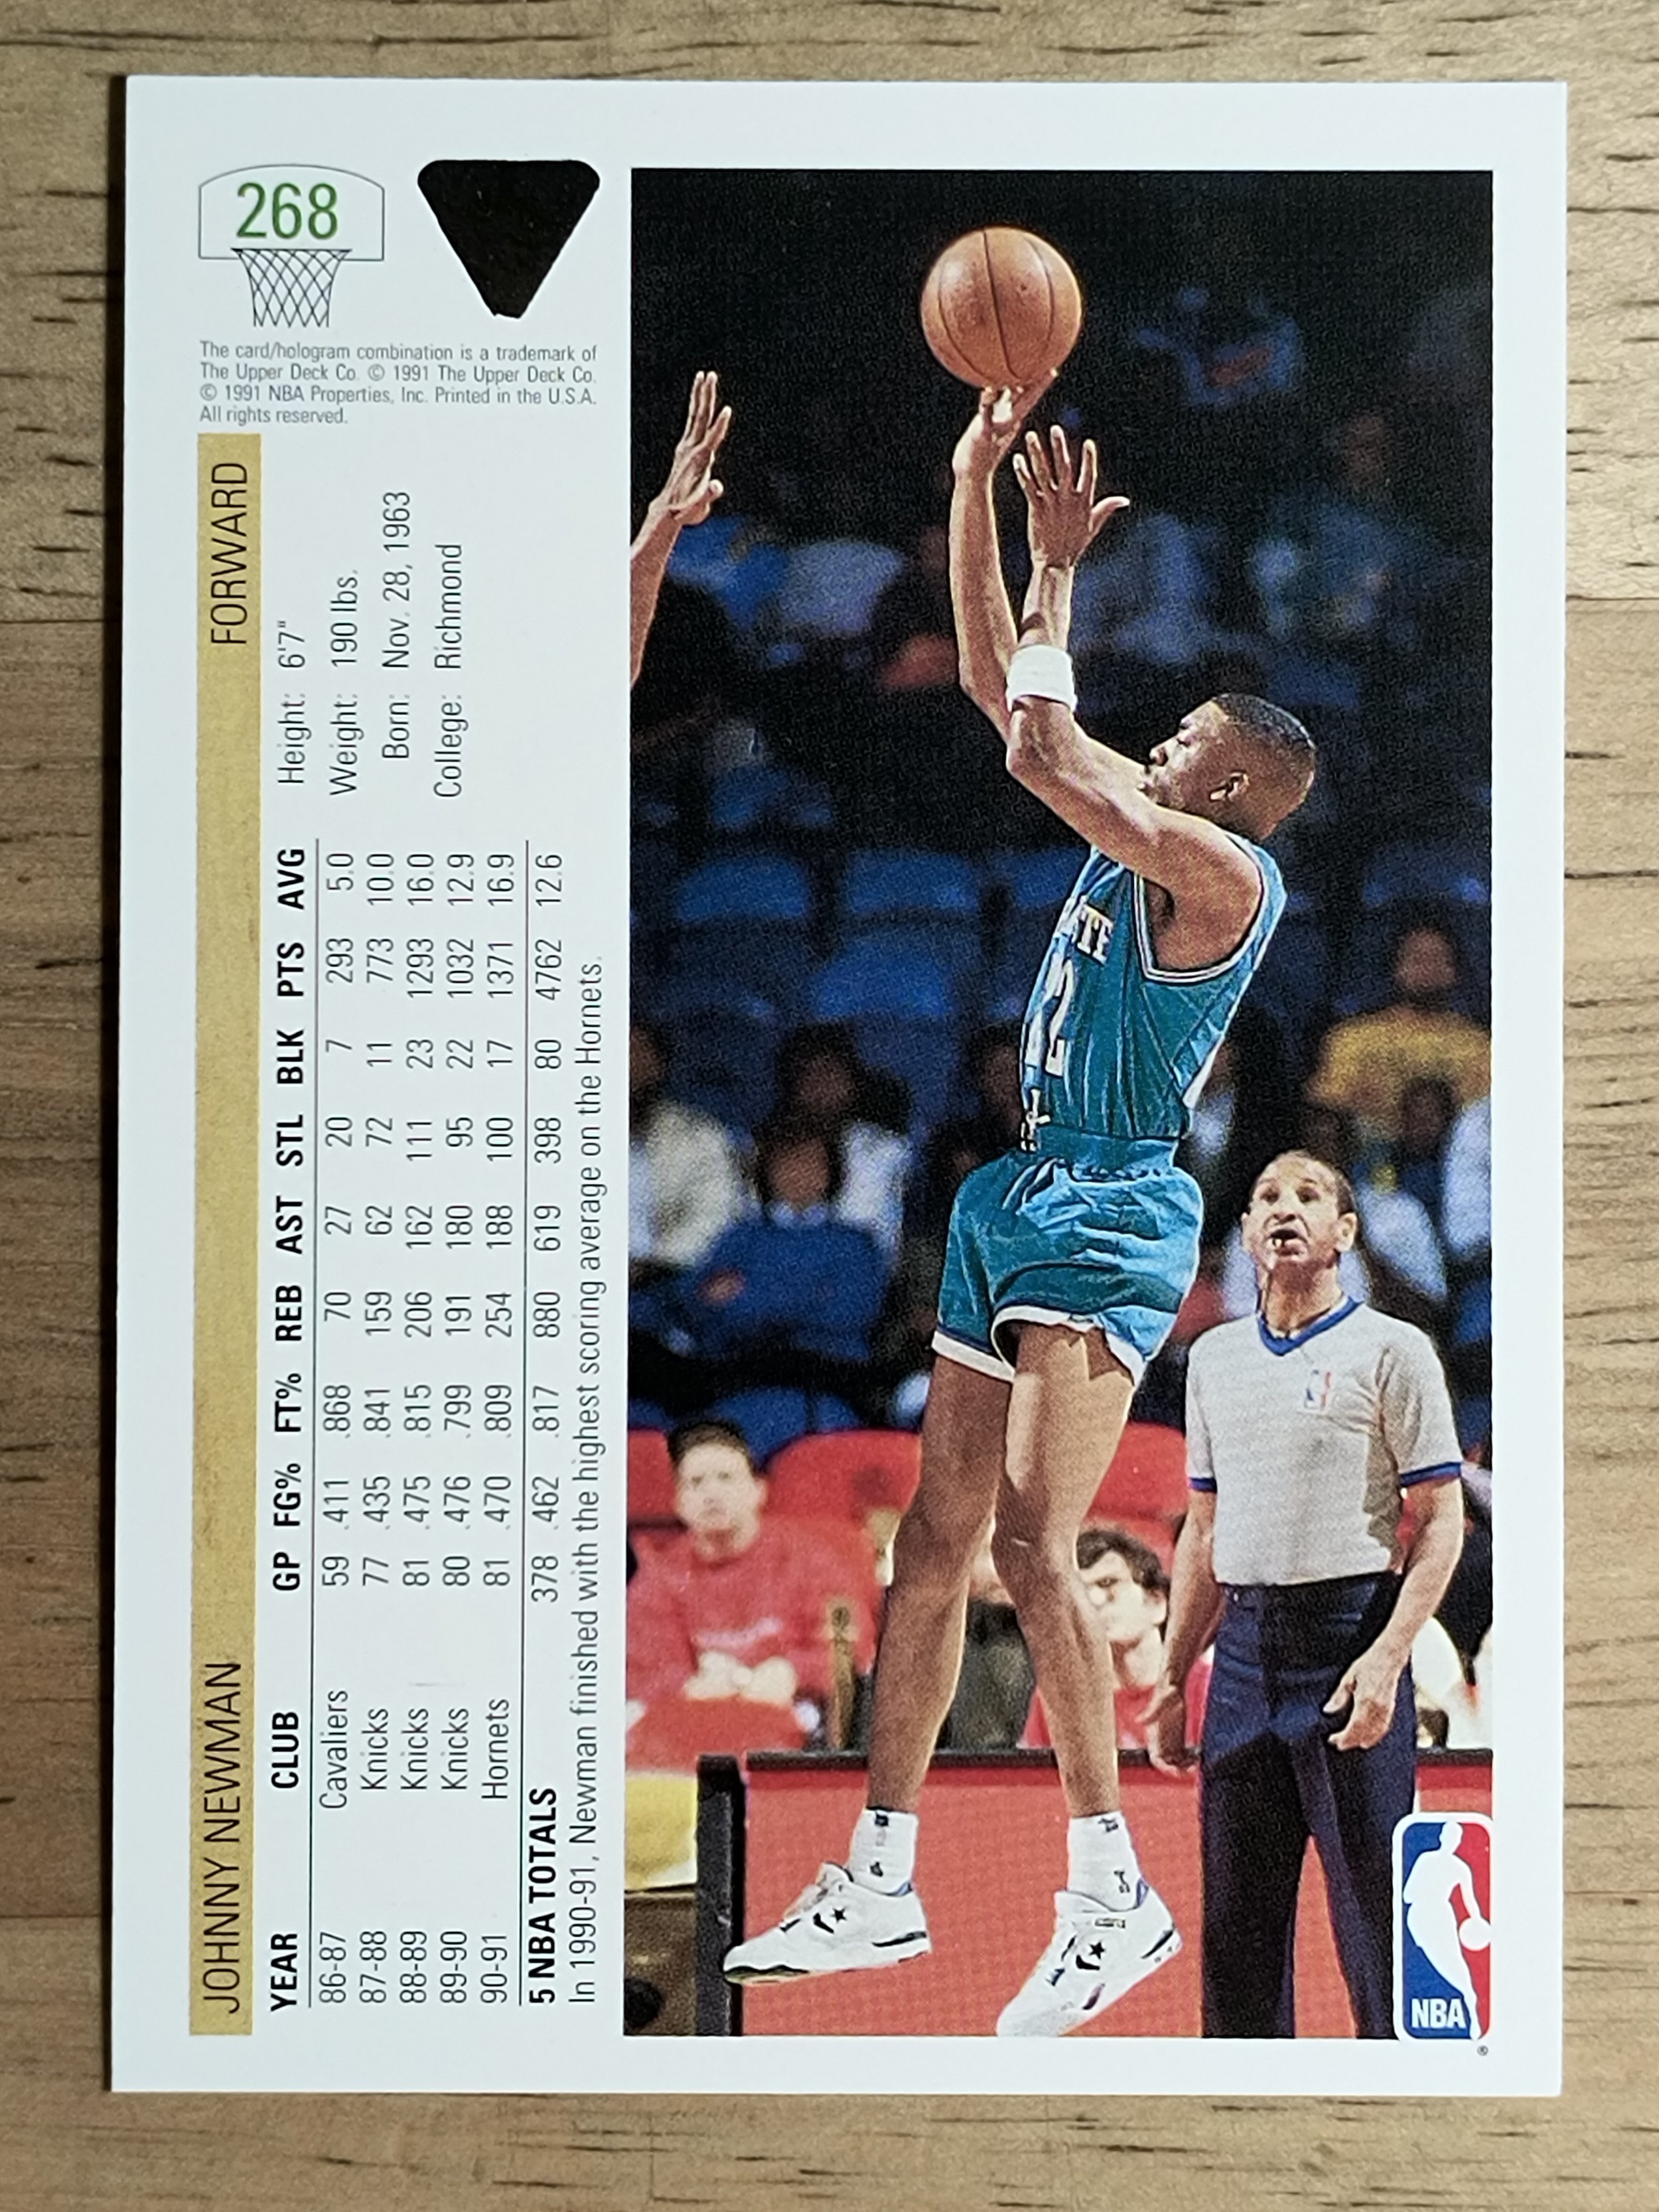 268
The card/hologram combination is a trademark of
The Upper Deck Co. © 1991 The Upper Deck Co.
© 1991 NBA Properties, Inc. Printed in the U.S.A.
All rights reserved.
JOHNNY NEWMAN FORWARD
YEAR CLUB GP FG% FT% REB AST STL BLK PTS AVG
86-87 Cavaliers 59 .411 .868 70 27 20 7 293 5.0
87-88 Knicks 77 .435 .841 159 62 72 11 773 10.0
88-89 Knicks 81 .475 .815 206 162 111 23 1293 16.0
89-90 Knicks 80 .476 .799 191 180 95 22 1032 12.9
90-91 Hornets 81 .470 .809 254 188 100 17 1371 16.9
5 NBA TOTALS 378 .462 .817 880 619 398 80 4762 12.6
In 1990-91, Newman finished with the highest scoring average on the Hornets.
Height: 6'7"
Weight: 190 lbs.
Born: Nov. 28, 1963
College: Richmond
NBA
®